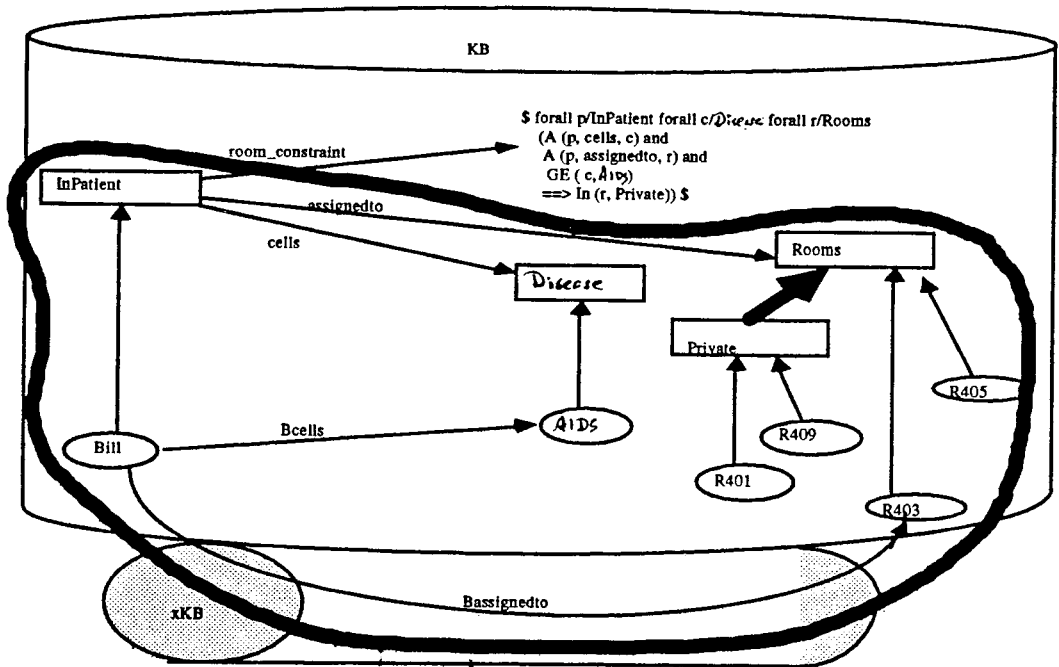 KB
$ forall p/InPatient forall c/Disease forall r/Rooms
(A (p, cells, c) and
A (p, assignedto, r) and
GE ( c, AIDS)
==> In (r, Private)) $
room_constraint
InPatient
assignedto
cells
Rooms
Disease
Private
R405
Bcells
AIDS
Bill
R409
R401
R403
Bassignedto
xKB